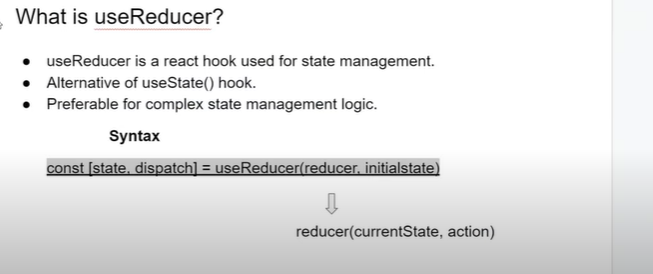 What is useReducer?
● useReducer is a react hook used for state management.
● Alternative of useState() hook.
● Preferable for complex state management logic.
Syntax
const [state, dispatch] = useReducer(reducer, initialstate)
⇩
reducer(currentState, action)